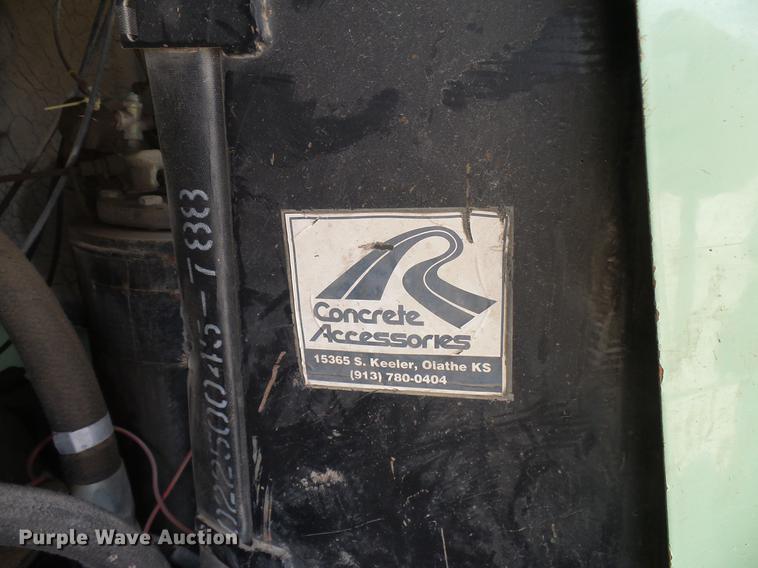 Concrete
Accessories
15365 S. Keeler, Olathe KS
(913) 780-0404
Purple Wave Auction®